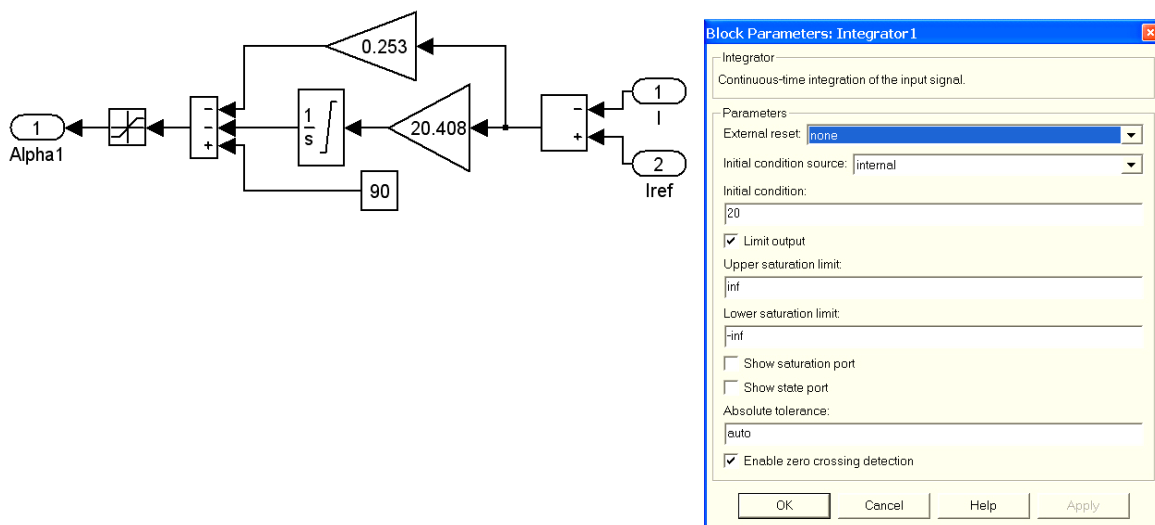 0.253
1
Alpha1
−
−
+
1
s
20.408
−
+
1
I
2
Iref
90
Block Parameters: Integrator1
Integrator
Continuous-time integration of the input signal.
Parameters
External reset: none
Initial condition source: internal
Initial condition:
20
Limit output
Upper saturation limit:
inf
Lower saturation limit:
-inf
Show saturation port
Show state port
Absolute tolerance:
auto
Enable zero crossing detection
OK Cancel Help Apply